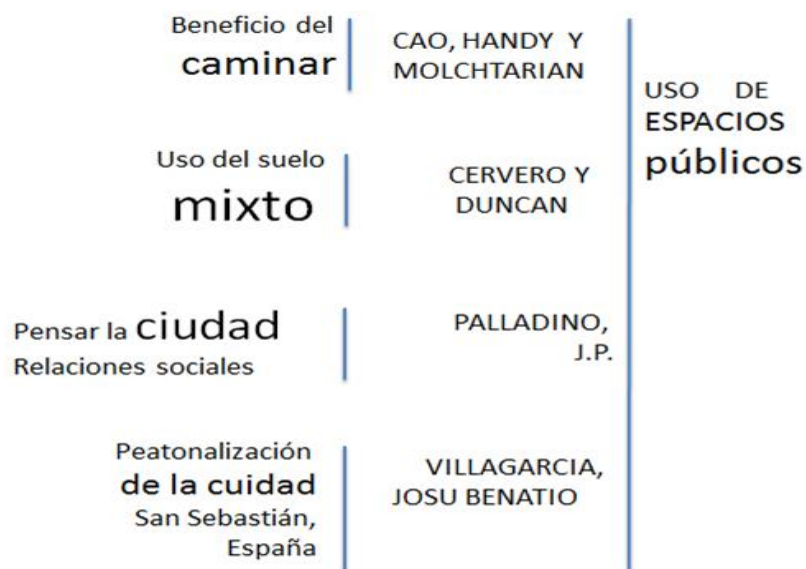 Beneficio del
caminar
CAO, HANDY Y
MOLCHTARIAN
Uso del suelo
mixto
CERVERO Y
DUNCAN
Pensar la ciudad
Relaciones sociales
PALLADINO,
J.P.
Peatonalización
de la cuidad
San Sebastián,
España
VILLAGARCIA,
JOSU BENATIO
USO DE
ESPACIOS
públicos